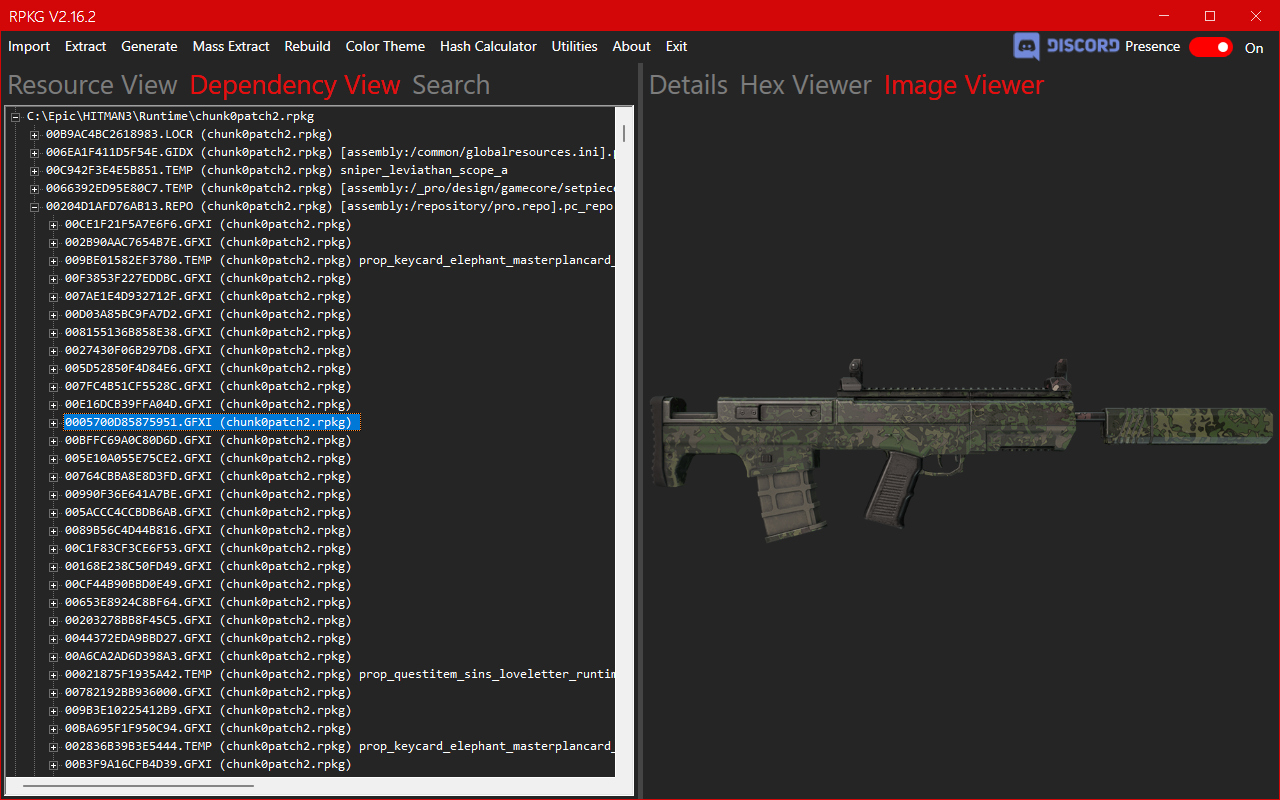 RPKG V2.16.2
Import Extract Generate Mass Extract Rebuild Color Theme Hash Calculator Utilities About Exit DISCORD Presence On
Resource View Dependency View Search Details Hex Viewer Image Viewer
C:\Epic\HITMAN3\Runtime\chunk0patch2.rpkg
00B9AC4BC2618983.LOCR (chunk0patch2.rpkg)
006EA1F411D5F54E.GIDX (chunk0patch2.rpkg) [assembly:/common/globalresources.ini].p
00C942F3E4E5B851.TEMP (chunk0patch2.rpkg) sniper_leviathan_scope_a
0066392ED95E80C7.TEMP (chunk0patch2.rpkg) [assembly:/_pro/design/gamecore/setpiece
00204D1AFD76AB13.REPO (chunk0patch2.rpkg) [assembly:/repository/pro.repo].pc_repo
00CE1F21F5A7E6F6.GFXI (chunk0patch2.rpkg)
002B90AAC7654B7E.GFXI (chunk0patch2.rpkg)
009BE01582EF3780.TEMP (chunk0patch2.rpkg) prop_keycard_elephant_masterplancard_
00F3853F227EDDBC.GFXI (chunk0patch2.rpkg)
007AE1E4D932712F.GFXI (chunk0patch2.rpkg)
00D03A85BC9FA7D2.GFXI (chunk0patch2.rpkg)
008155136B858E38.GFXI (chunk0patch2.rpkg)
0027430F06B297D8.GFXI (chunk0patch2.rpkg)
005D52850F4D84E6.GFXI (chunk0patch2.rpkg)
007FC4B51CF5528C.GFXI (chunk0patch2.rpkg)
00E16DCB39FFA04D.GFXI (chunk0patch2.rpkg)
0005700D85875951.GFXI (chunk0patch2.rpkg)
00BFFC69A0C80D6D.GFXI (chunk0patch2.rpkg)
005E10A055E75CE2.GFXI (chunk0patch2.rpkg)
00764CBBA8E8D3FD.GFXI (chunk0patch2.rpkg)
00990F36E641A7BE.GFXI (chunk0patch2.rpkg)
005ACCC4CCBDB6AB.GFXI (chunk0patch2.rpkg)
0089B56C4D44B816.GFXI (chunk0patch2.rpkg)
00C1F83CF3CE6F53.GFXI (chunk0patch2.rpkg)
00168E238C50FD49.GFXI (chunk0patch2.rpkg)
00CF44B90BBD0E49.GFXI (chunk0patch2.rpkg)
00653E8924C8BF64.GFXI (chunk0patch2.rpkg)
00203278BB8F45C5.GFXI (chunk0patch2.rpkg)
0044372EDA9BBD27.GFXI (chunk0patch2.rpkg)
00A6CA2AD6D398A3.GFXI (chunk0patch2.rpkg)
00021875F1935A42.TEMP (chunk0patch2.rpkg) prop_questitem_sins_loveletter_runtim
00782192BB936000.GFXI (chunk0patch2.rpkg)
009B3E10225412B9.GFXI (chunk0patch2.rpkg)
00BA695F1F950C94.GFXI (chunk0patch2.rpkg)
002836B39B3E5444.TEMP (chunk0patch2.rpkg) prop_keycard_elephant_masterplancard_
00B3F9A16CFB4D39.GFXI (chunk0patch2.rpkg)